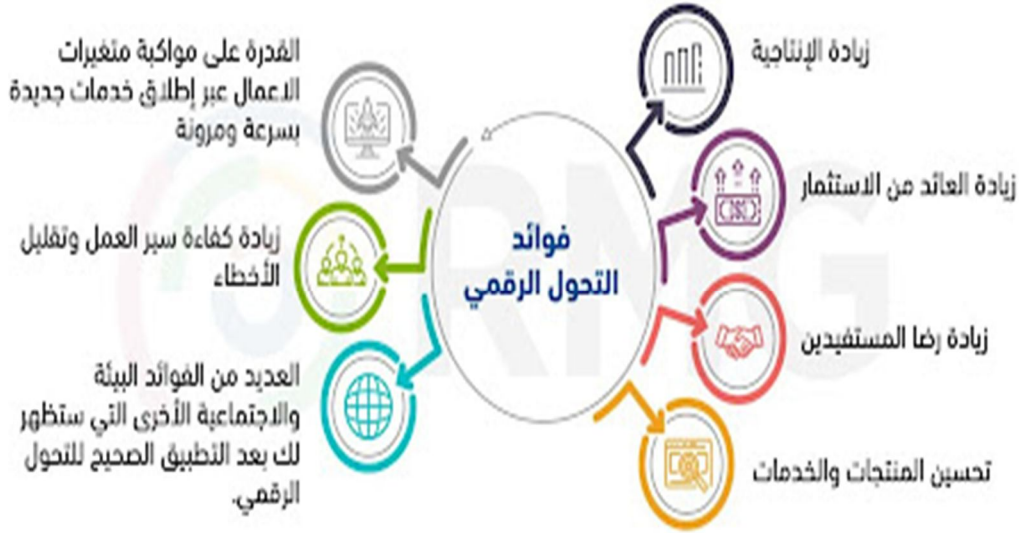 فوائد
التحول الرقمي
زيادة الإنتاجية
زيادة العائد من الاستثمار
زيادة رضا المستفيدين
تحسين المنتجات والخدمات
القدرة على مواكبة متغيرات
الاعمال عبر إطلاق خدمات جديدة
بسرعة ومرونة
زيادة كفاءة سير العمل وتقليل
الأخطاء
العديد من الفوائد البيئة
والاجتماعية الأخرى التي ستظهر
لك بعد التطبيق الصحيح للتحول
الرقمي.
RMG